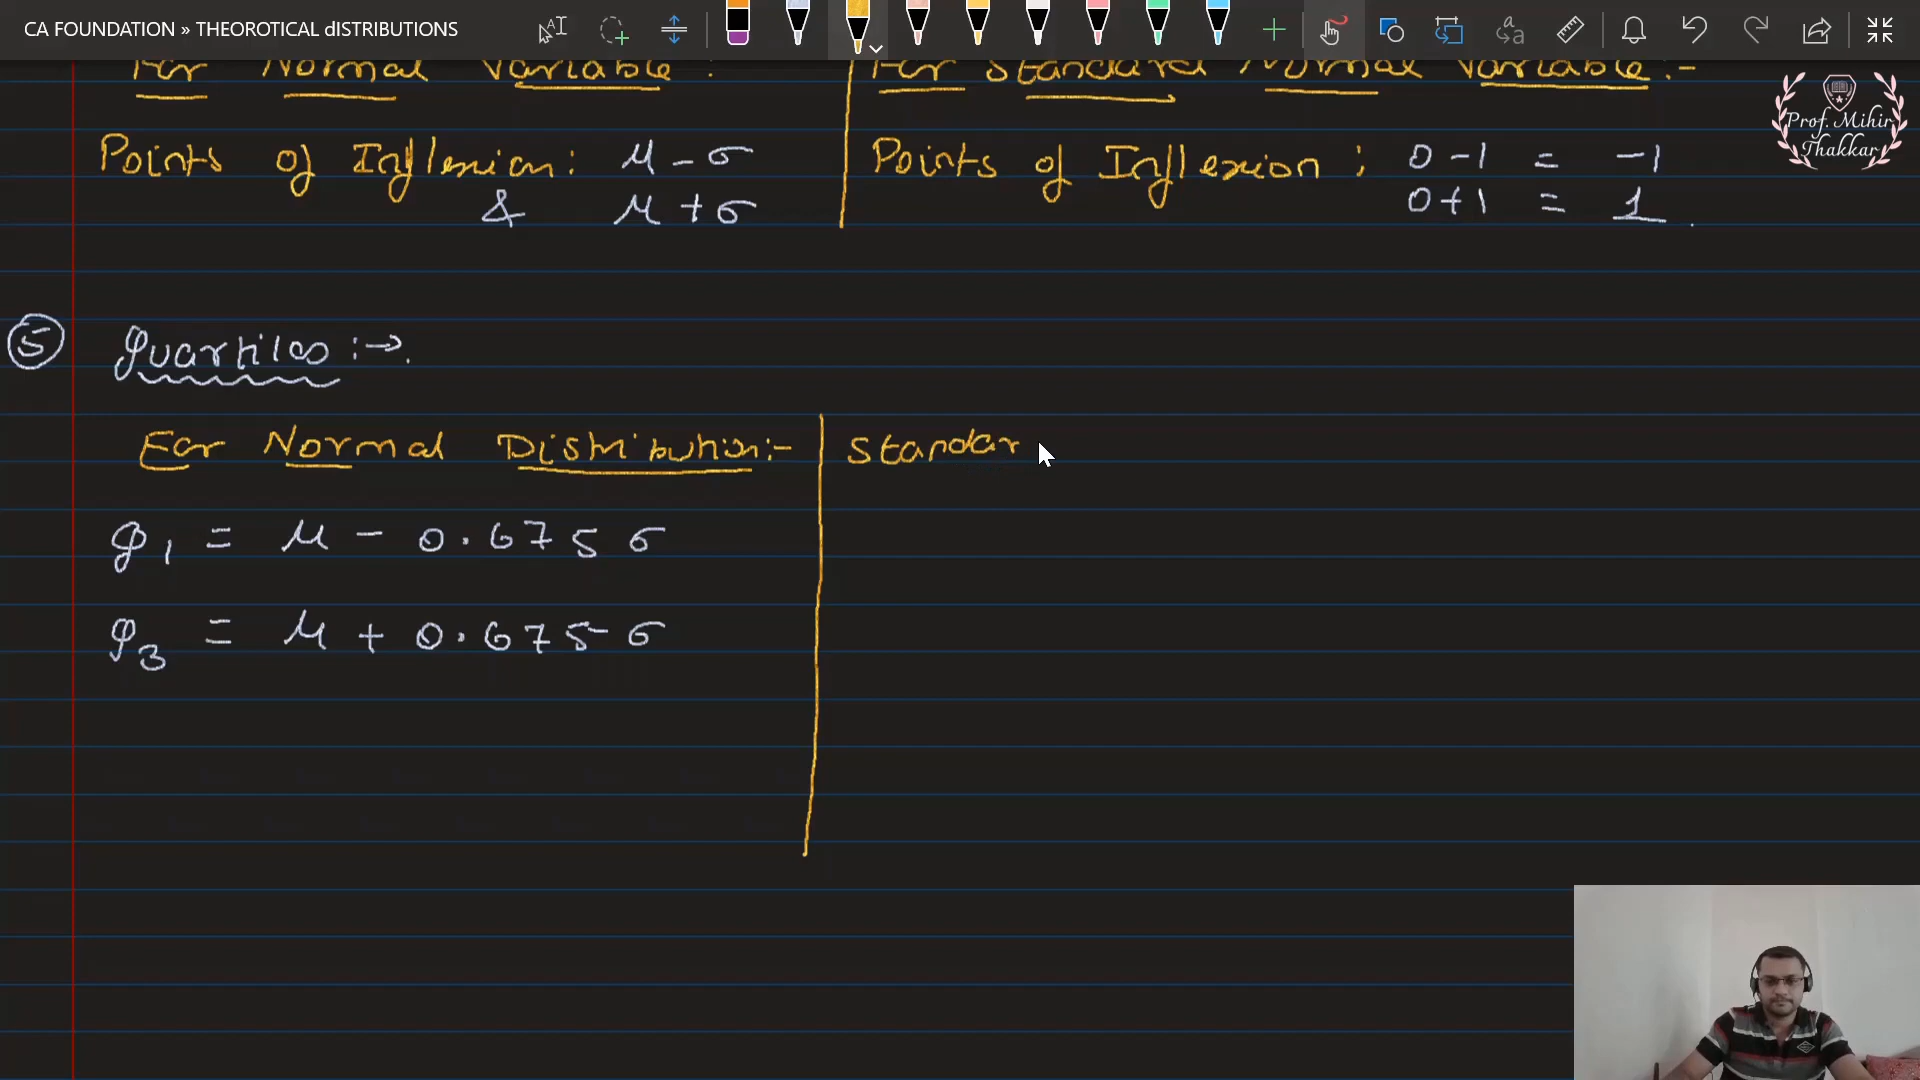 CA FOUNDATION » THEOROTICAL dISTRIBUTIONS
For Normal Variable : For Standard Normal Variable :-
Points of Inflexion : μ - σ
& μ + σ
Points of Inflexion : 0 - 1 = -1
0 + 1 = 1
Prof. Mihir
Thakkar
5 Quartiles :→
For Normal Distribution :- Standar
Q1 = μ - 0.675 σ
Q3 = μ + 0.675 σ